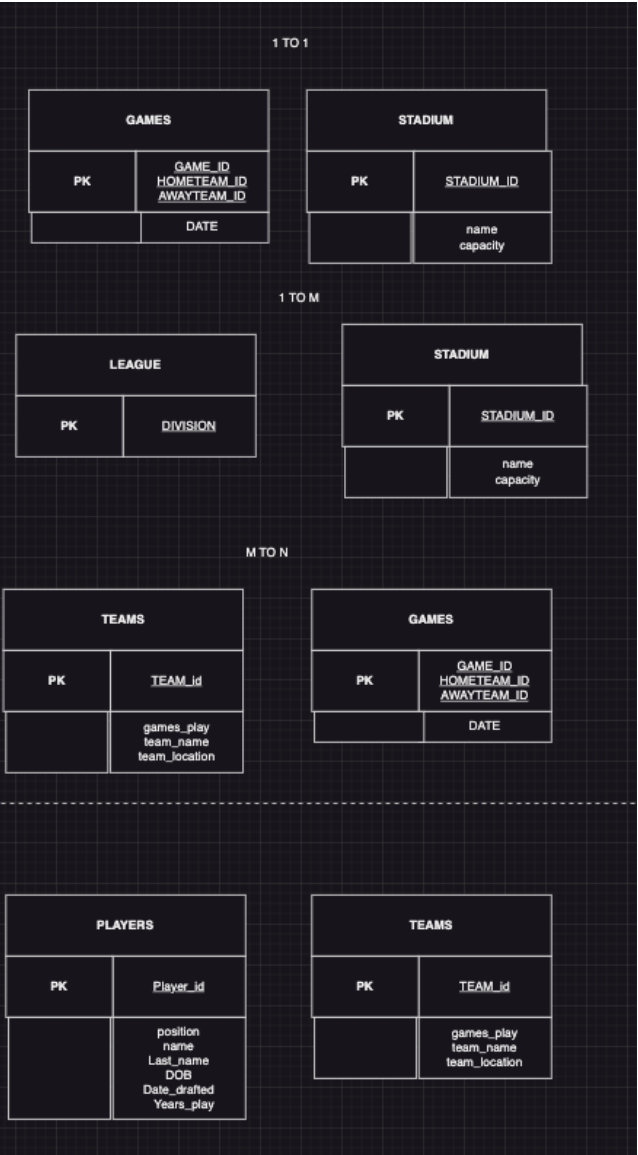 1 TO 1
GAMES
STADIUM
PK
GAME_ID
HOMETEAM_ID
AWAYTEAM_ID
DATE
PK
STADIUM_ID
name
capacity
1 TO M
LEAGUE
PK
DIVISION
STADIUM
PK
STADIUM_ID
name
capacity
M TO N
TEAMS
PK
TEAM_id
games_play
team_name
team_location
GAMES
PK
GAME_ID
HOMETEAM_ID
AWAYTEAM_ID
DATE
PLAYERS
PK
Player_id
position
name
Last_name
DOB
Date_drafted
Years_play
TEAMS
PK
TEAM_id
games_play
team_name
team_location